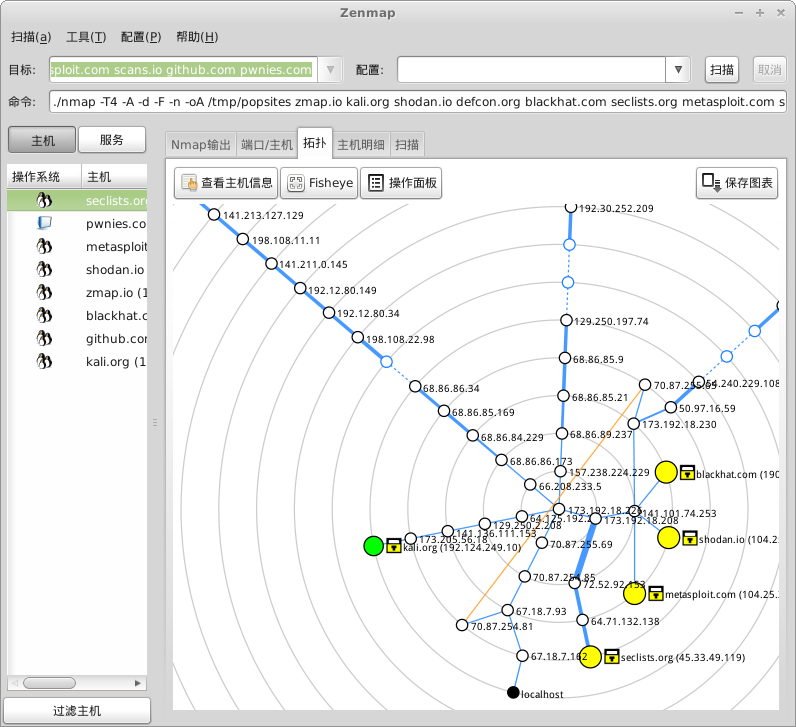 Zenmap
扫描(a) 工具(T) 配置(P) 帮助(H)
目标: sploit.com scans.io github.com pwnies.com 配置: 扫描 取消
命令: ./nmap -T4 -A -d -F -n -oA /tmp/popsites zmap.io kali.org shodan.io defcon.org blackhat.com seclists.org metasploit.com s
主机 服务
操作系统 主机
seclists.org
pwnies.co
metasploit
shodan.io
zmap.io (1
blackhat.c
github.com
kali.org (1
过滤主机
Nmap输出 端口/主机 拓扑 主机明细 扫描
查看主机信息 Fisheye 操作面板 保存图表
192.30.252.209
141.213.127.129
198.108.11.11
141.211.0.145
192.12.80.149
192.12.80.34
129.250.197.74
198.108.22.98
68.86.85.9
68.86.86.34
54.240.229.108
68.86.85.21
68.86.85.169
50.97.16.59
173.192.18.230
68.86.84.229
68.86.89.237
68.86.86.173
157.238.224.229
blackhat.com (190
66.208.233.5
173.192.18.208
141.101.74.253
129.250.2.208
141.136.111.153
173.205.56.18
shodan.io (104.2
kali.org (192.124.249.10)
70.87.255.69
70.87.254.85
72.52.92.153
metasploit.com (104.25.
67.18.7.93
64.71.132.138
70.87.254.81
67.18.7.162
seclists.org (45.33.49.119)
localhost